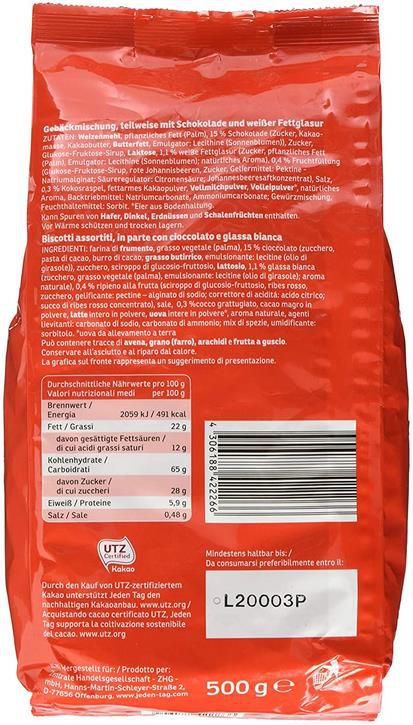 Gebäckmischung, teilweise mit Schokolade und weißer Fettglasur
ZUTATEN: Weizenmehl, pflanzliches Fett (Palm), 15 % Schokolade (Zucker, Kakao-
masse, Kakaobutter, Butterfett, Emulgator: Lecithine (Sonnenblumen)), Zucker,
Glukose-Fruktose-Sirup, Laktose, 1,1 % weiße Fettglasur (Zucker, pflanzliches Fett
(Palm), Emulgator: Lecithine (Sonnenblumen); natürliches Aroma), 0,4 % Fruchtfüllung
(Glukose-Fruktose-Sirup, rote Johannisbeeren, Zucker, Geliermittel: Pektine -
Natriumalginat; Säureregulator: Citronensäure; Johannisbeersaftkonzentrat), Salz,
0,3 % Kokosraspel, fettarmes Kakaopulver, Vollmilchpulver, Volleipulver*, natürliches
Aroma, Backtriebmittel: Natriumcarbonate, Ammoniumcarbonate; Gewürzmischung,
Feuchthaltemittel: Sorbit. *Eier aus Bodenhaltung.
Kann Spuren von Hafer, Dinkel, Erdnüssen und Schalenfrüchten enthalten.
Vor Wärme schützen und trocken lagern.
Biscotti assortiti, in parte con cioccolato e glassa bianca
INGREDIENTI: farina di frumento, grasso vegetale (palma), 15 % cioccolato (zucchero,
pasta di cacao, burro di cacao, grasso butirrico, emulsionante: lecitine (olio di
girasole)), zucchero, sciroppo di glucosio-fruttosio, lattosio, 1,1 % glassa bianca
(zucchero, grasso vegetale (palma), emulsionante: lecitine (olio di girasole) aroma
naturale), 0,4 % ripieno alla frutta (sciroppo di glucosio-fruttosio, ribes rosso,
zucchero, gelificante: pectine - alginato di sodio; correttore di acidità: acido citrico;
succo di ribes rosso concentrato), sale, 0,3 %cocco grattugiato, cacao magro in
polvere, latte intero in polvere, uova intere in polvere*, aroma naturale, agenti
lievitanti: carbonato di sodio, carbonato di ammonio; mix di spezie, umidificante:
sorbitolo. *uova da allevamento a terra
Può contenere tracce di avena, grano (farro), arachidi e frutta a guscio.
Conservare all'asciutto e al riparo dal calore.
La grafica sul fronte rappresenta un suggerimento di presentazione.
Durchschnittliche Nährwerte pro 100 g
Valori nutrizionali medi / per 100 g:
Brennwert /
Energia 2059 kJ / 491 kcal
Fett / Grassi 22 g
davon gesättigte Fettsäuren /
di cui acidi grassi saturi 12 g
Kohlenhydrate /
Carboidrati 65 g
davon Zucker /
di cui zuccheri 28 g
Eiweiß / Proteine 5,9 g
Salz / Sale 0,48 g
4 306188 422266
UTZ
Certified
Kakao
Mindestens haltbar bis: /
Da consumarsi preferibilmente entro il:
L20003P
Durch den Kauf von UTZ-zertifiziertem
Kakao unterstützt Jeden Tag den
nachhaltigen Kakaoanbau. www.utz.org /
Acquistando cacao certificato UTZ, Jeden
Tag supporta la coltivazione sostenibile
del cacao. www.utz.org
Hergestellt für: / Prodotto per:
Zentrale Handelsgesellschaft - ZHG -
mbH, Hanns-Martin-Schleyer-Straße 2,
D-77656 Offenburg. www.jeden-tag.com
500 g e